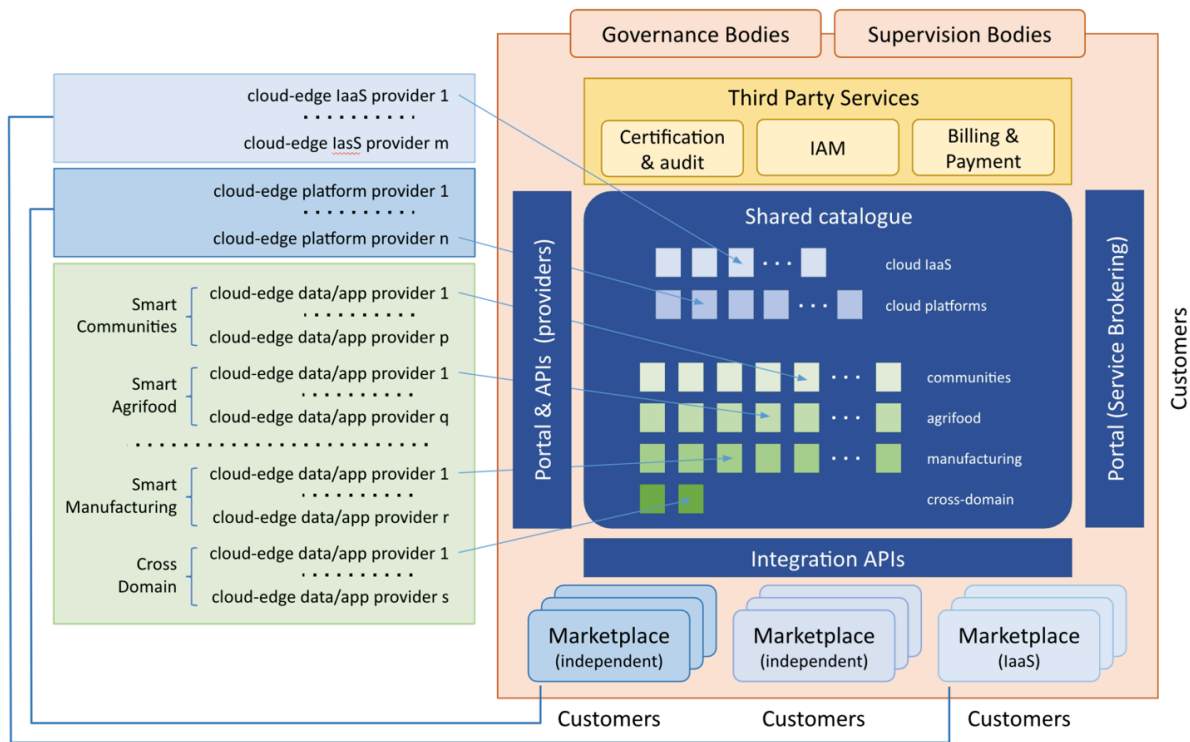 Governance Bodies
Supervision Bodies
cloud-edge IaaS provider 1
cloud-edge IasS provider m
cloud-edge platform provider 1
cloud-edge platform provider n
Smart
Communities
cloud-edge data/app provider 1
cloud-edge data/app provider p
Smart
Agrifood
cloud-edge data/app provider 1
cloud-edge data/app provider q
Smart
Manufacturing
cloud-edge data/app provider 1
cloud-edge data/app provider r
Cross
Domain
cloud-edge data/app provider 1
cloud-edge data/app provider s
Third Party Services
Certification
& audit
IAM
Billing &
Payment
Portal & APIs (providers)
Shared catalogue
cloud IaaS
cloud platforms
communities
agrifood
manufacturing
cross-domain
Portal (Service Brokering)
Customers
Integration APIs
Marketplace
(independent)
Marketplace
(independent)
Marketplace
(IaaS)
Customers
Customers
Customers